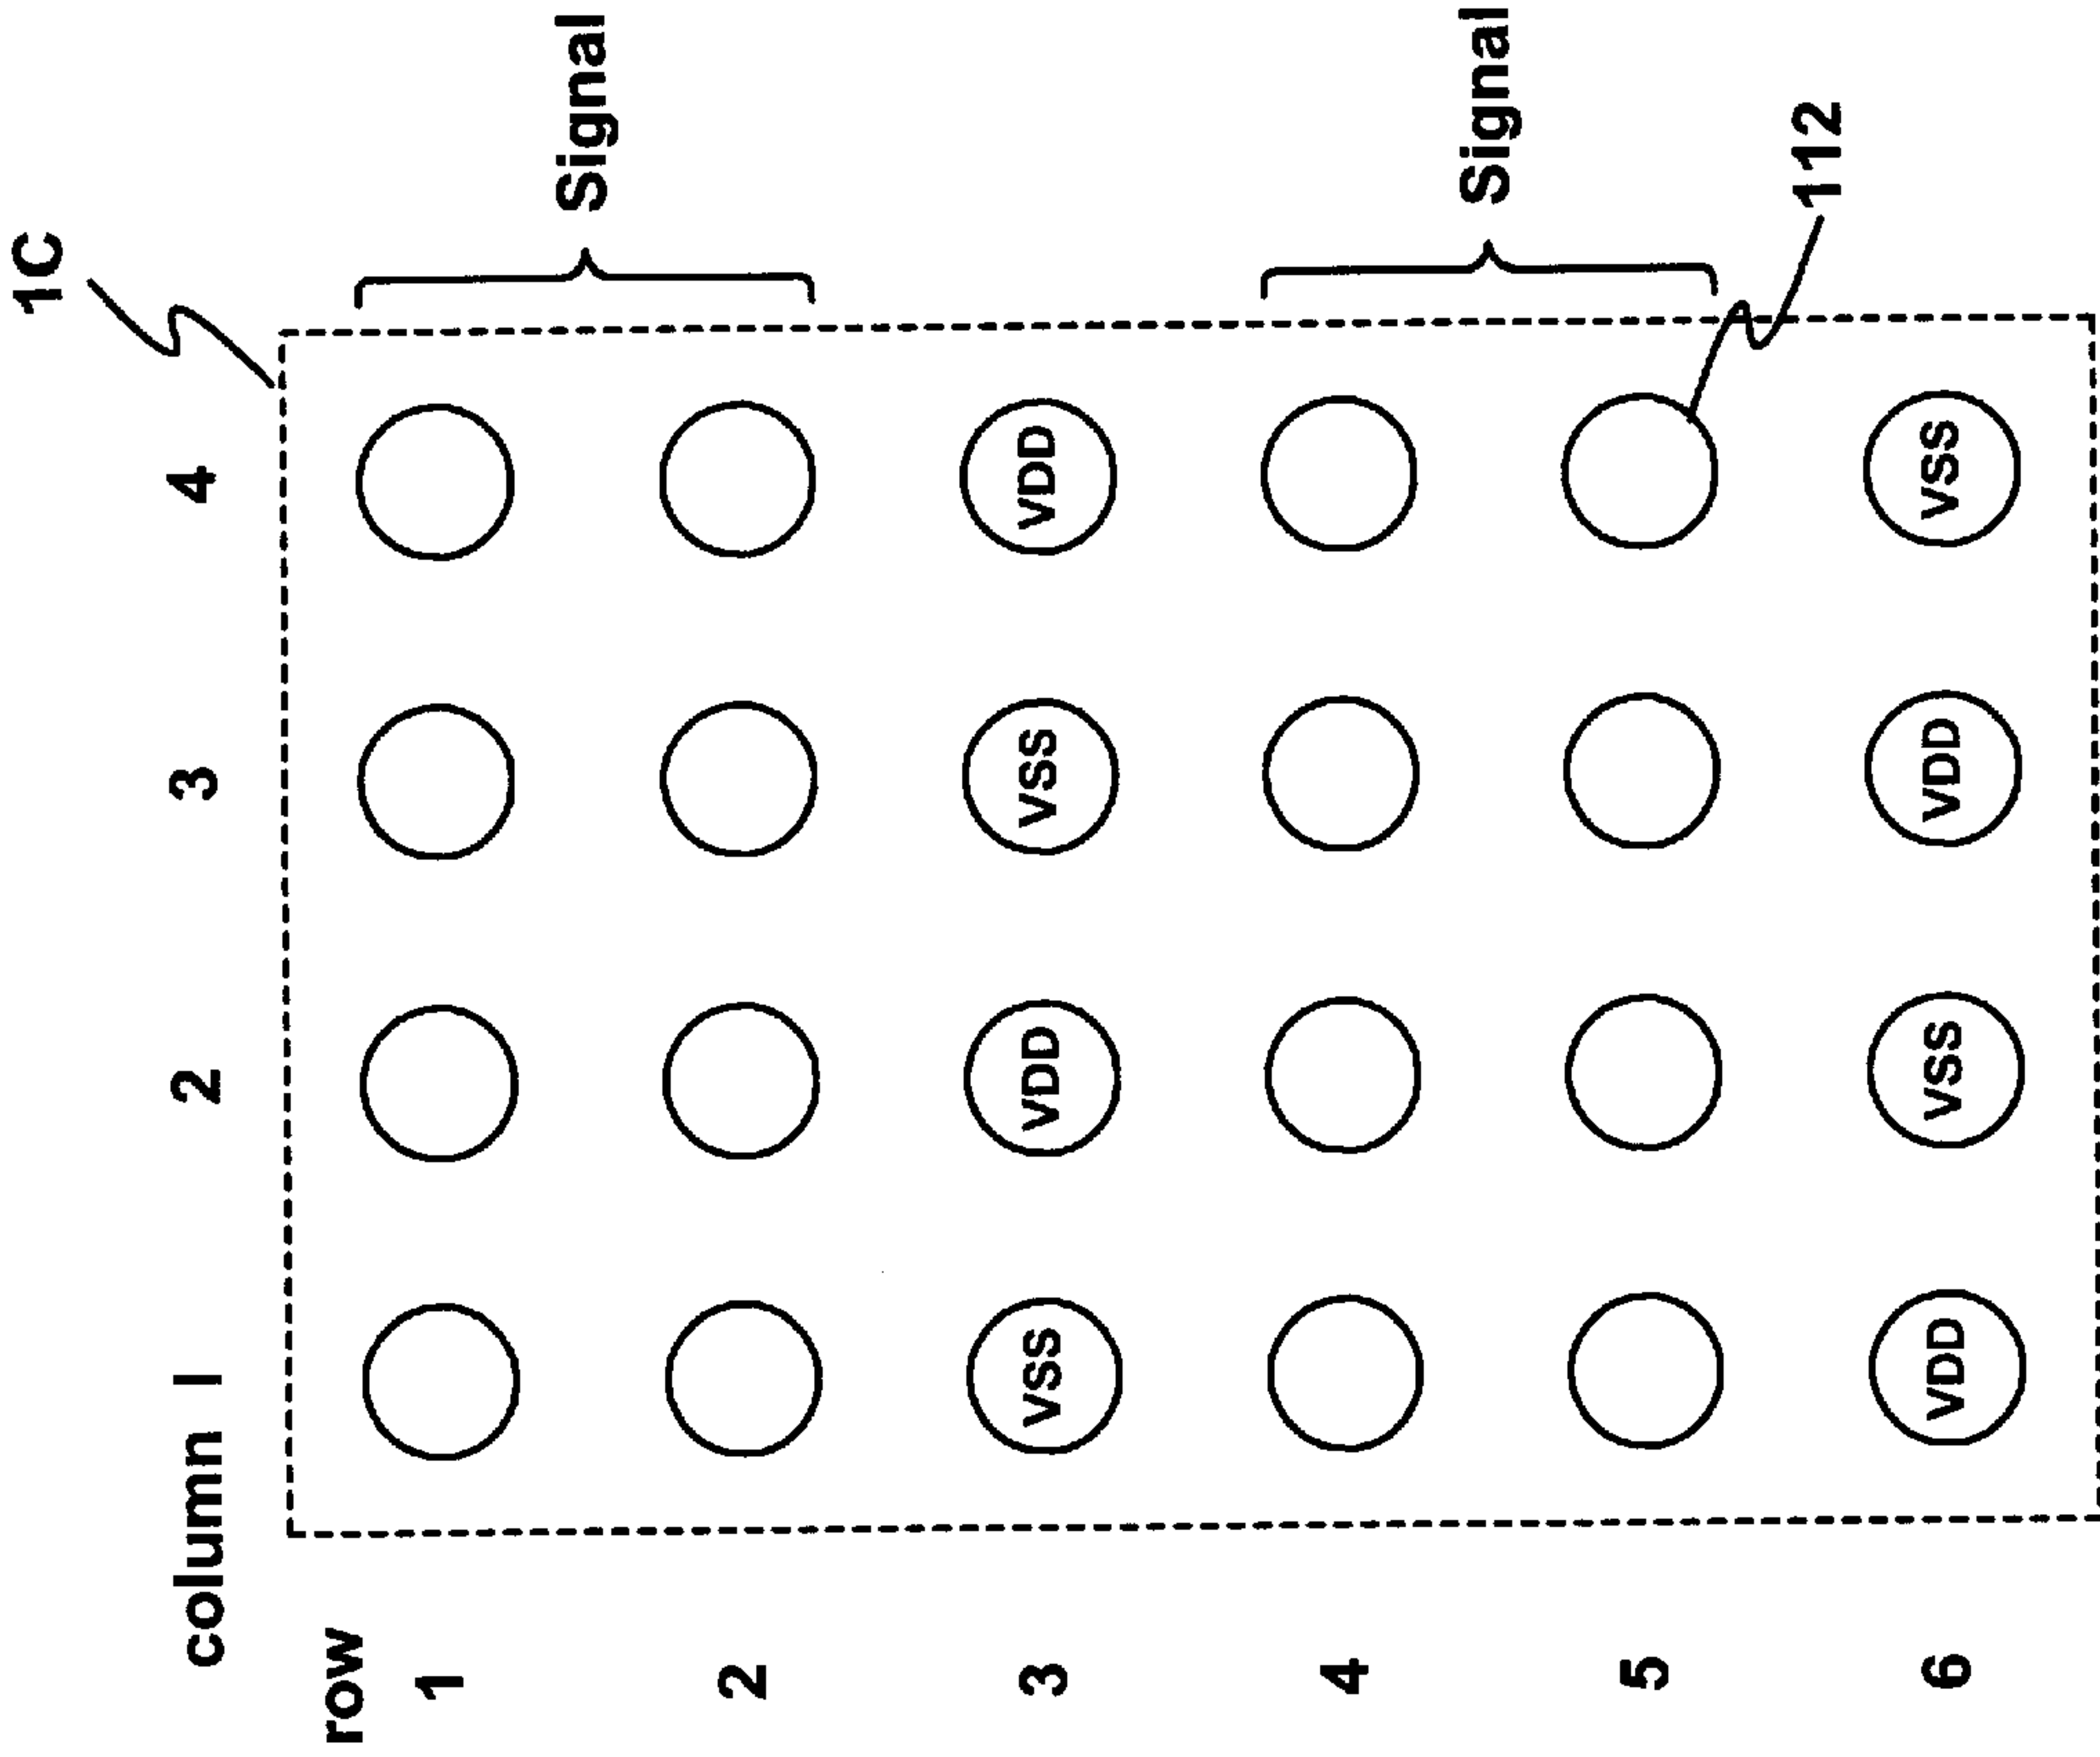 1C
column 1 2 3 4
row
1
2
Signal
3 VSS VDD VSS VDD
4
5
Signal
112
6 VDD VSS VDD VSS